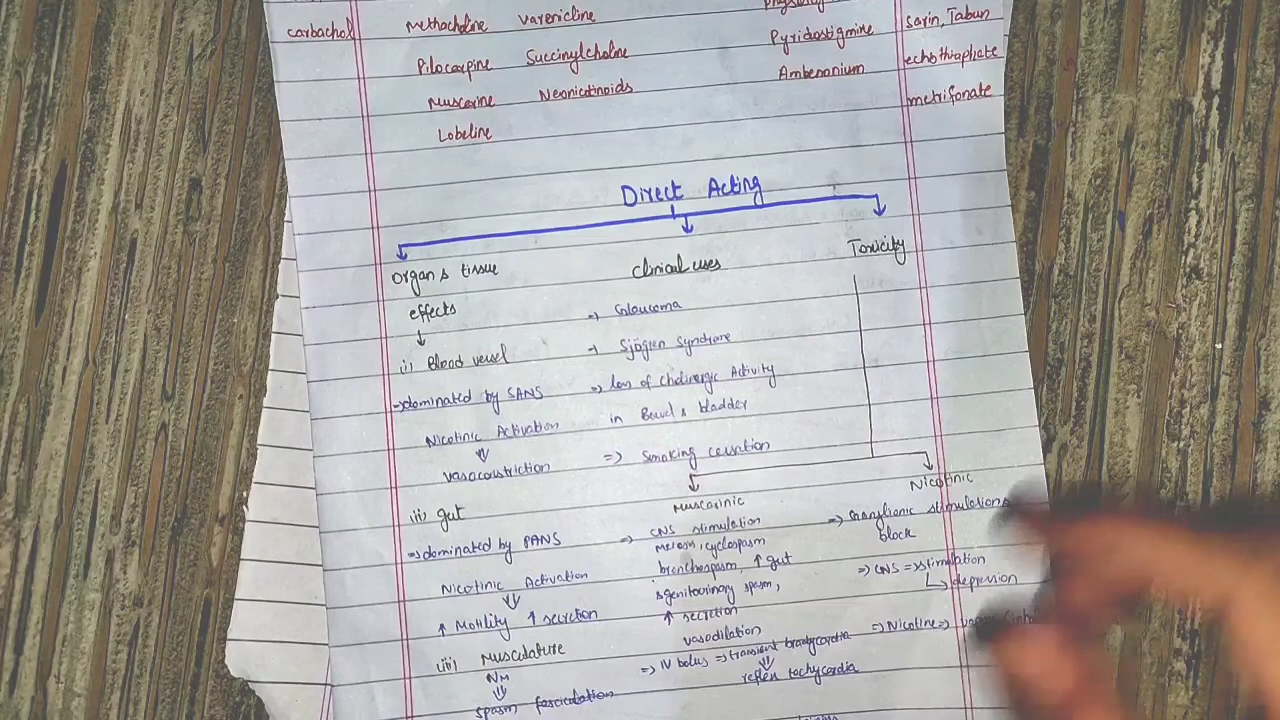 carbachol
Methacholine
Varenicline
Pilocarpine
Succinylcholine
Pyridostigmine
sarin, Tabun
Muscarine
Neonicotinoids
Ambenonium
echothiophate
Lobeline
metrifonate
Direct Acting
organ & tissue
effects
(i) Blood vessel
⇒dominated by SANS
Nicotinic Activation
⇓
vasoconstriction
(ii) gut
⇒dominated by PANS
Nicotinic Activation
⇓
↑ Motility ↑ secretion
(iii) Musculature
NM
⇓
spasm fasciculation
Clinical uses
⇒ Glaucoma
→ Sjögren Syndrome
⇒ loss of cholinergic Activity
in Bowel & bladder
⇒ Smoking cessation
Toxicity
Muscarinic
⇒ CNS stimulation
Miosis, cyclospasm
bronchospasm, ↑ gut
& genitourinary spasm,
↑ secretion
vasodilation
⇒ IV bolus ⇒ transient bradycardia
⇓
reflex tachycardia
Nicotinic
⇒ Ganglionic stimulation &
block
⇒ CNS ⇒ stimulation
↳ depression
⇒ Nicotine ⇒